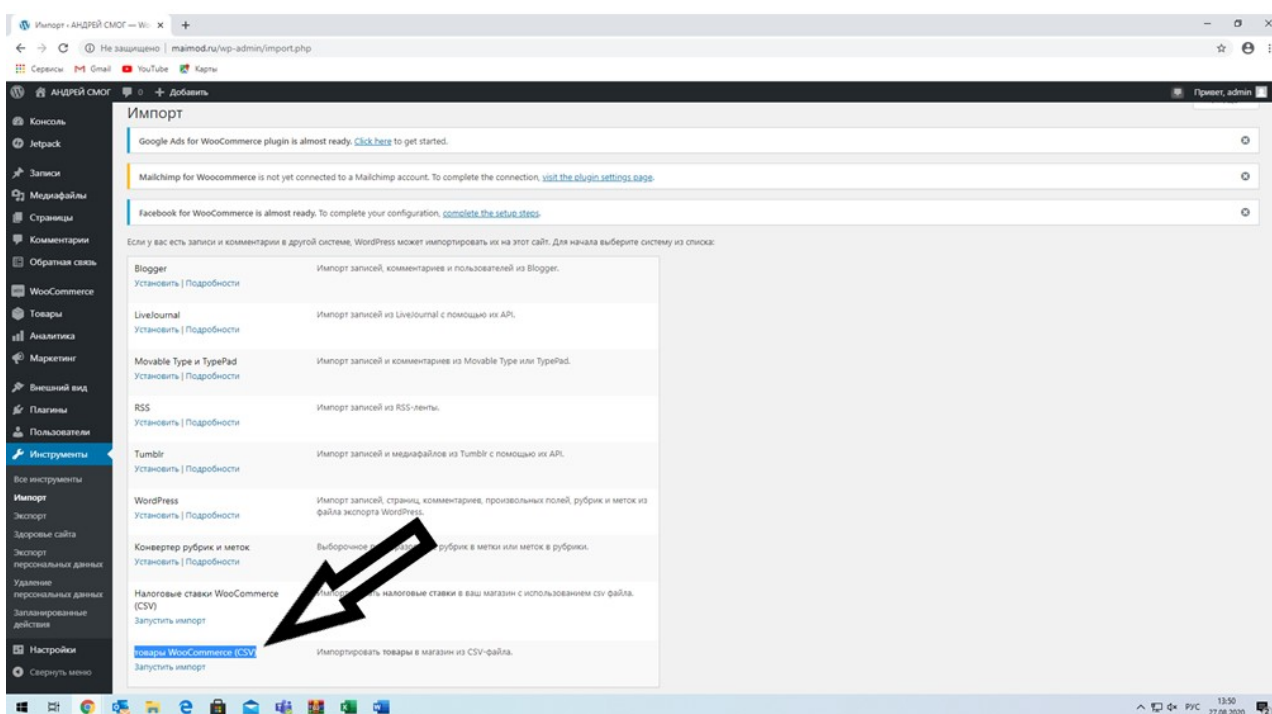 Импорт ‹ АНДРЕЙ СМОГ — Wo
Не защищено | maimod.ru/wp-admin/import.php
Сервисы Gmail YouTube Карты
АНДРЕЙ СМОГ 0 + Добавить Привет, admin
Консоль
Jetpack
Записи
Медиафайлы
Страницы
Комментарии
Обратная связь
WooCommerce
Товары
Аналитика
Маркетинг
Внешний вид
Плагины
Пользователи
Инструменты
Все инструменты
Импорт
Экспорт
Здоровье сайта
Экспорт
персональных данных
Удаление
персональных данных
Запланированные
действия
Настройки
Свернуть меню
Импорт
Google Ads for WooCommerce plugin is almost ready. Click here to get started.
Mailchimp for Woocommerce is not yet connected to a Mailchimp account. To complete the connection, visit the plugin settings page.
Facebook for WooCommerce is almost ready. To complete your configuration, complete the setup steps.
Если у вас есть записи и комментарии в другой системе, WordPress может импортировать их на этот сайт. Для начала выберите систему из списка:
Blogger Импорт записей, комментариев и пользователей из Blogger.
Установить | Подробности
LiveJournal Импорт записей из LiveJournal с помощью их API.
Установить | Подробности
Movable Type и TypePad Импорт записей и комментариев из Movable Type или TypePad.
Установить | Подробности
RSS Импорт записей из RSS-ленты.
Установить | Подробности
Tumblr Импорт записей и медиафайлов из Tumblr с помощью их API.
Установить | Подробности
WordPress Импорт записей, страниц, комментариев, произвольных полей, рубрик и меток из
Установить | Подробности файла экспорта WordPress.
Конвертер рубрик и меток Выборочное рубрик в метки или меток в рубрики.
Установить | Подробности
Налоговые ставки WooCommerce налоговые ставки в ваш магазин с использованием csv файла.
(CSV)
Запустить импорт
товары WooCommerce (CSV) Импортировать товары в магазин из CSV-файла.
Запустить импорт
РУС 13:50
27.08.2020